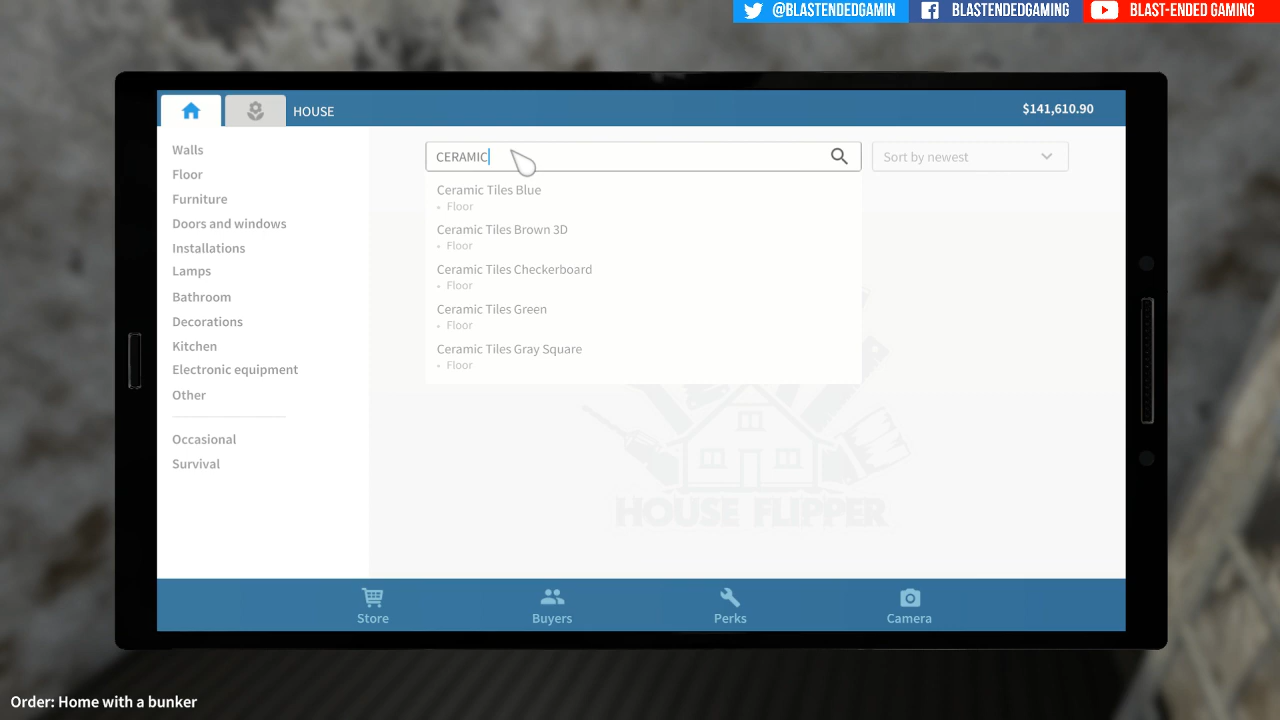 @BLASTENDEDGAMIN
BLASTENDEDGAMING
BLAST-ENDED GAMING
HOUSE
$141,610.90
Walls
Floor
Furniture
Doors and windows
Installations
Lamps
Bathroom
Decorations
Kitchen
Electronic equipment
Other
Occasional
Survival
CERAMIC
Sort by newest
Ceramic Tiles Blue
Floor
Ceramic Tiles Brown 3D
Floor
Ceramic Tiles Checkerboard
Floor
Ceramic Tiles Green
Floor
Ceramic Tiles Gray Square
Floor
HOUSE FLIPPER
Store
Buyers
Perks
Camera
Order: Home with a bunker